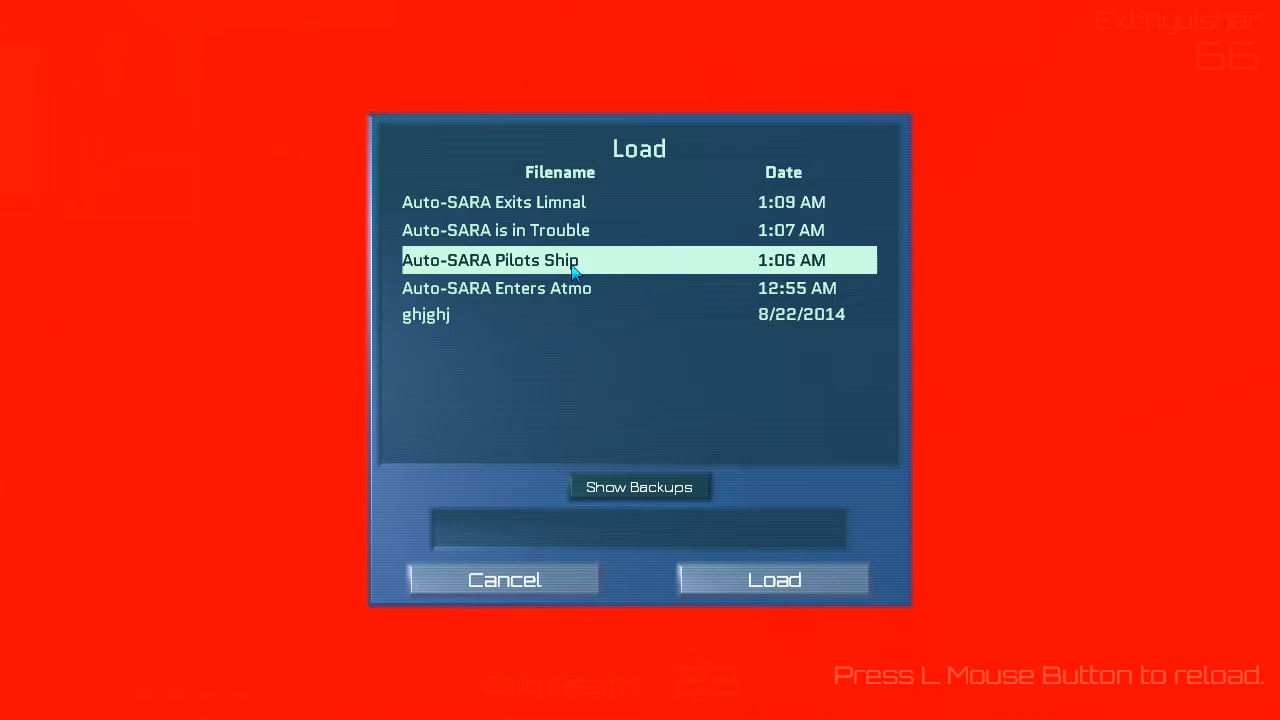 Extinguisher
66
Load
Filename Date
Auto-SARA Exits Limnal 1:09 AM
Auto-SARA is in Trouble 1:07 AM
Auto-SARA Pilots Ship 1:06 AM
Auto-SARA Enters Atmo 12:55 AM
ghjghj 8/22/2014
Show Backups
Cancel Load
Press L Mouse Button to reload.